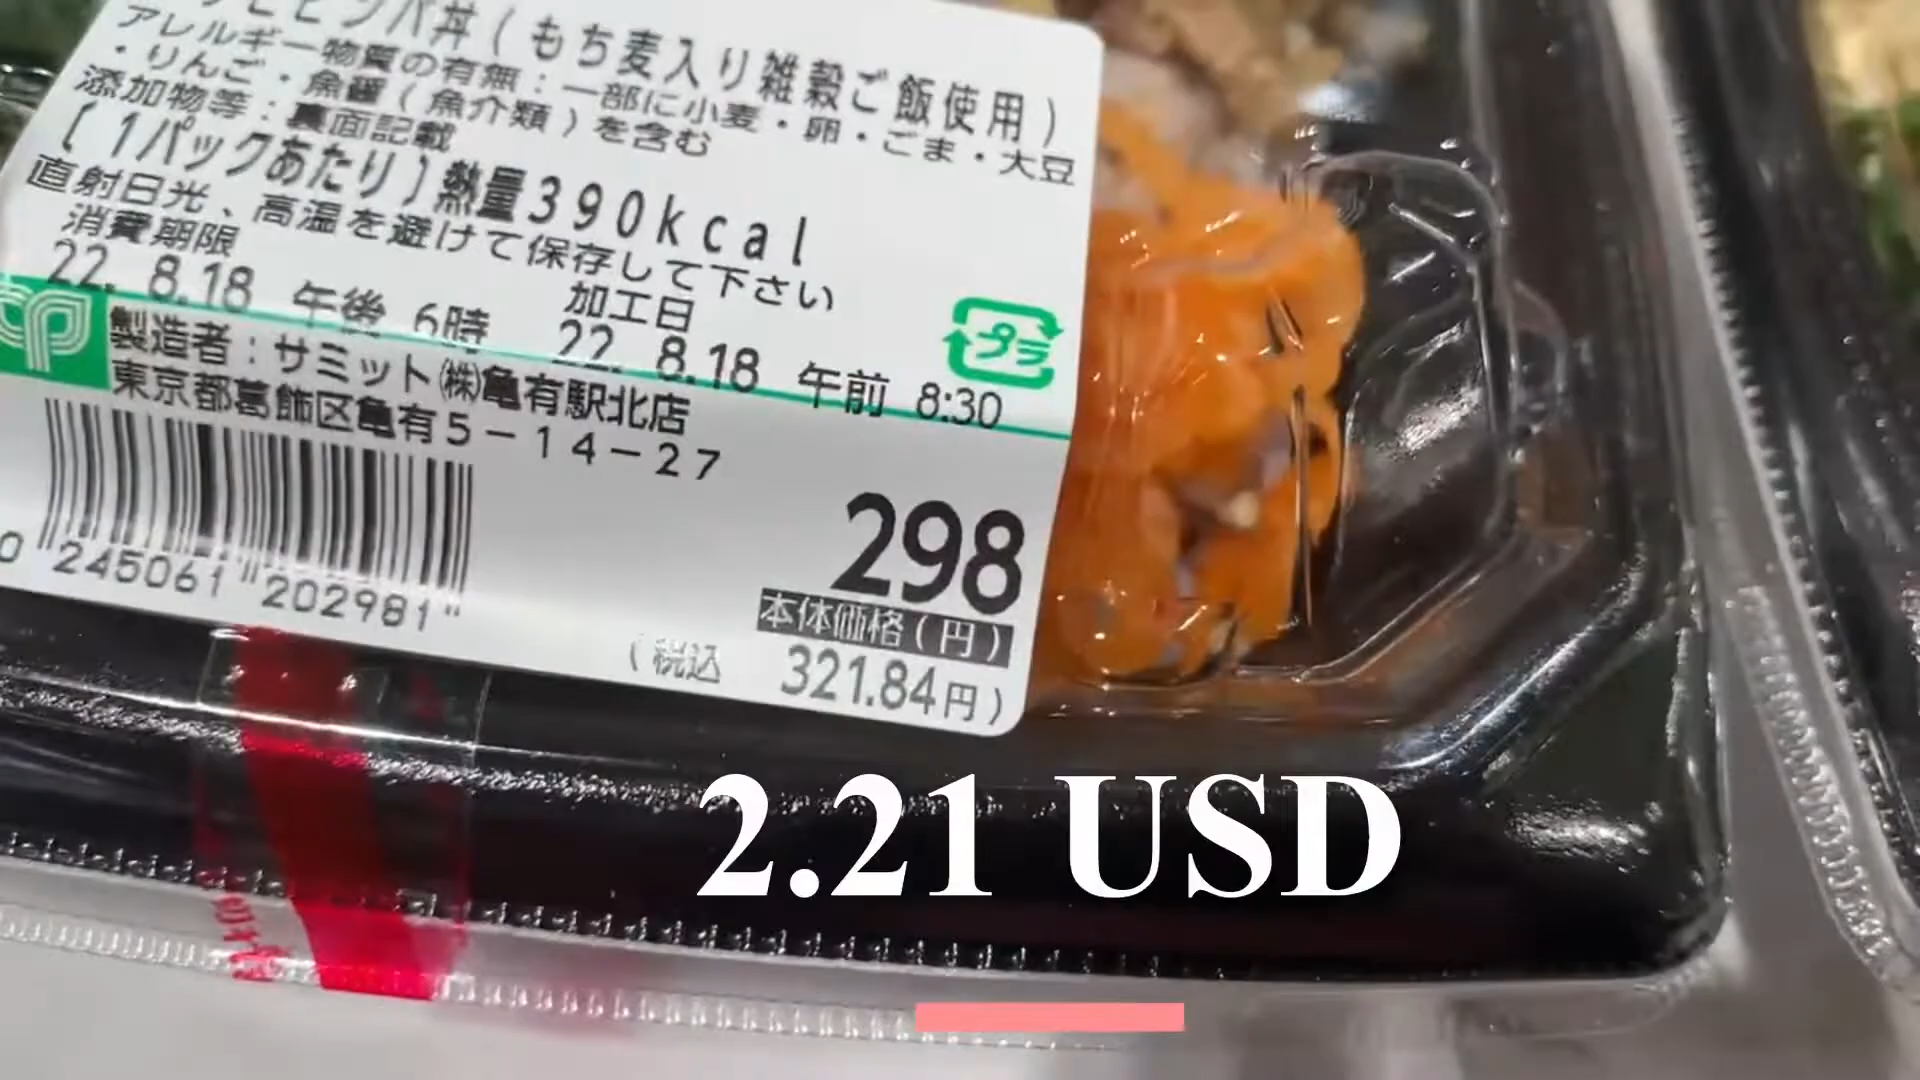 ビビンバ丼(もち麦入り雑穀ご飯使用)
アレルギー物質の有無:一部に小麦・卵・ごま・大豆
・りんご・魚醤(魚介類)を含む
添加物等:裏面記載
[1パックあたり]熱量390kcal
直射日光、高温を避けて保存して下さい
消費期限 加工日
22. 8.18 午後 6時 22. 8.18 午前 8:30
プラ
製造者:サミット㈱亀有駅北店
東京都葛飾区亀有5-14-27
0 245061 202981
298
本体価格(円)
(税込 321.84円)
2.21 USD